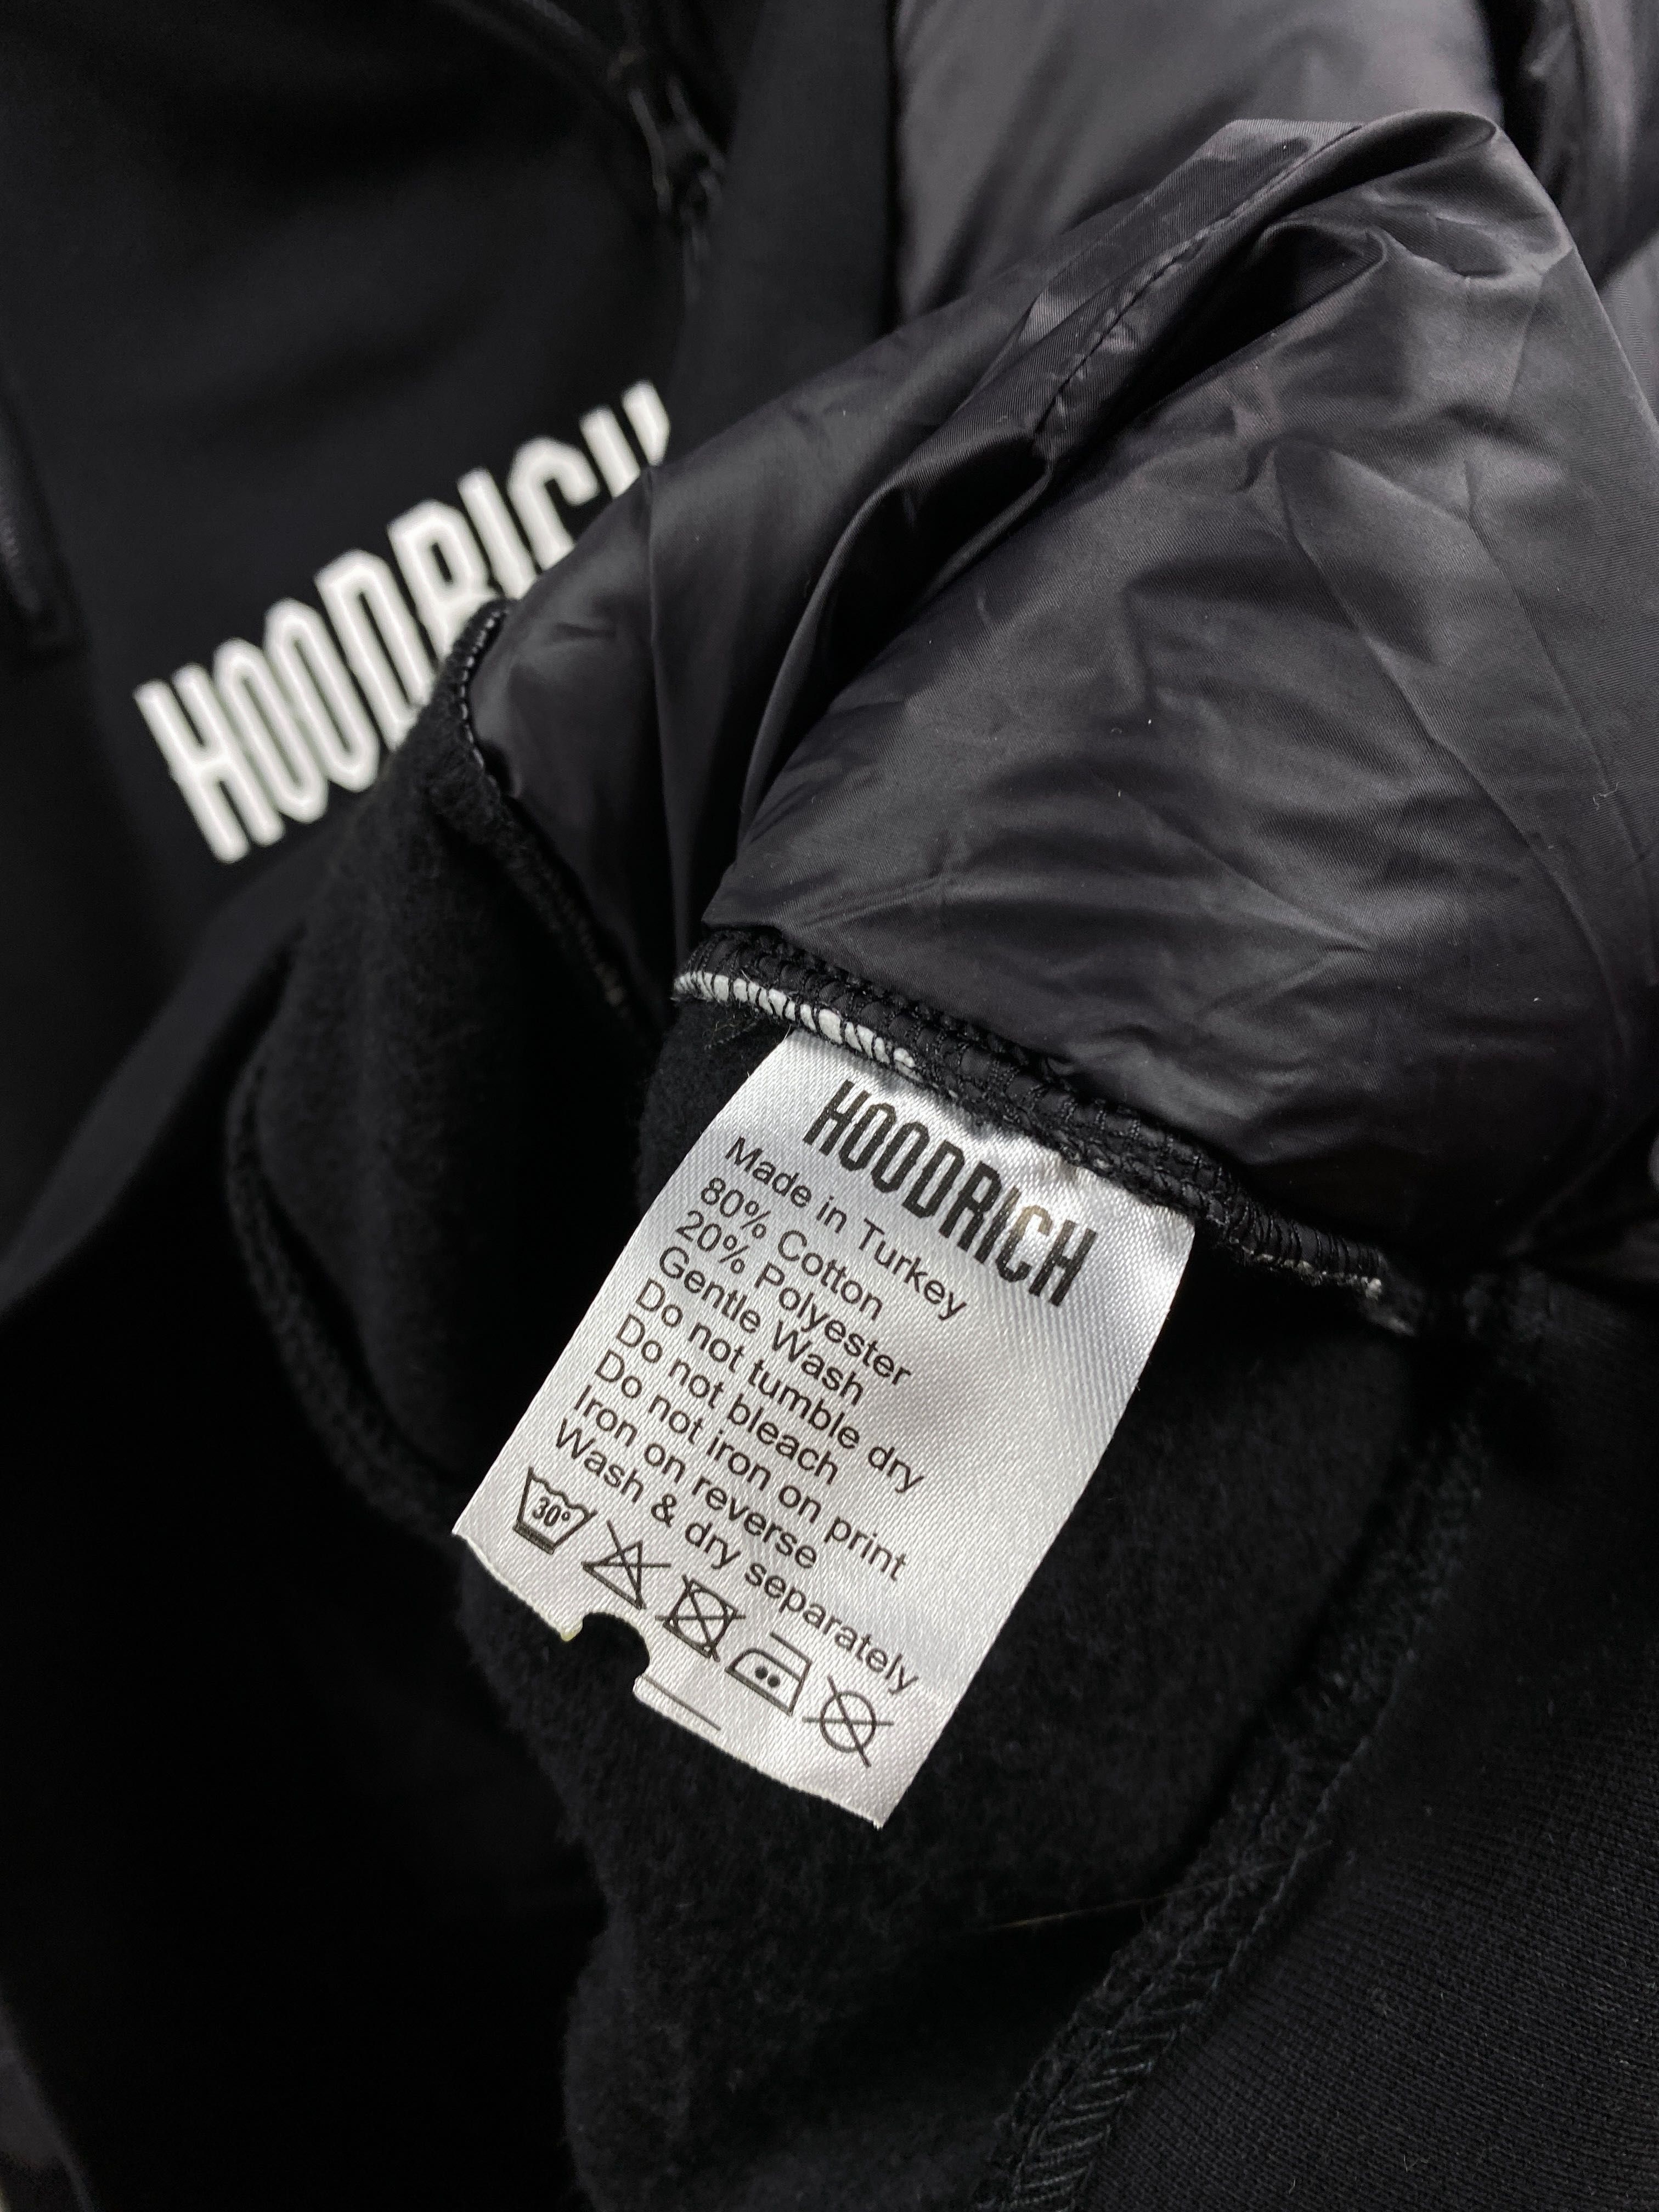 HOODRICH
HOODRICH
Made in Turkey
80% Cotton
20% Polyester
Gentle Wash
Do not tumble dry
Do not bleach
Do not iron on print
Iron on reverse
Wash & dry separately
30°